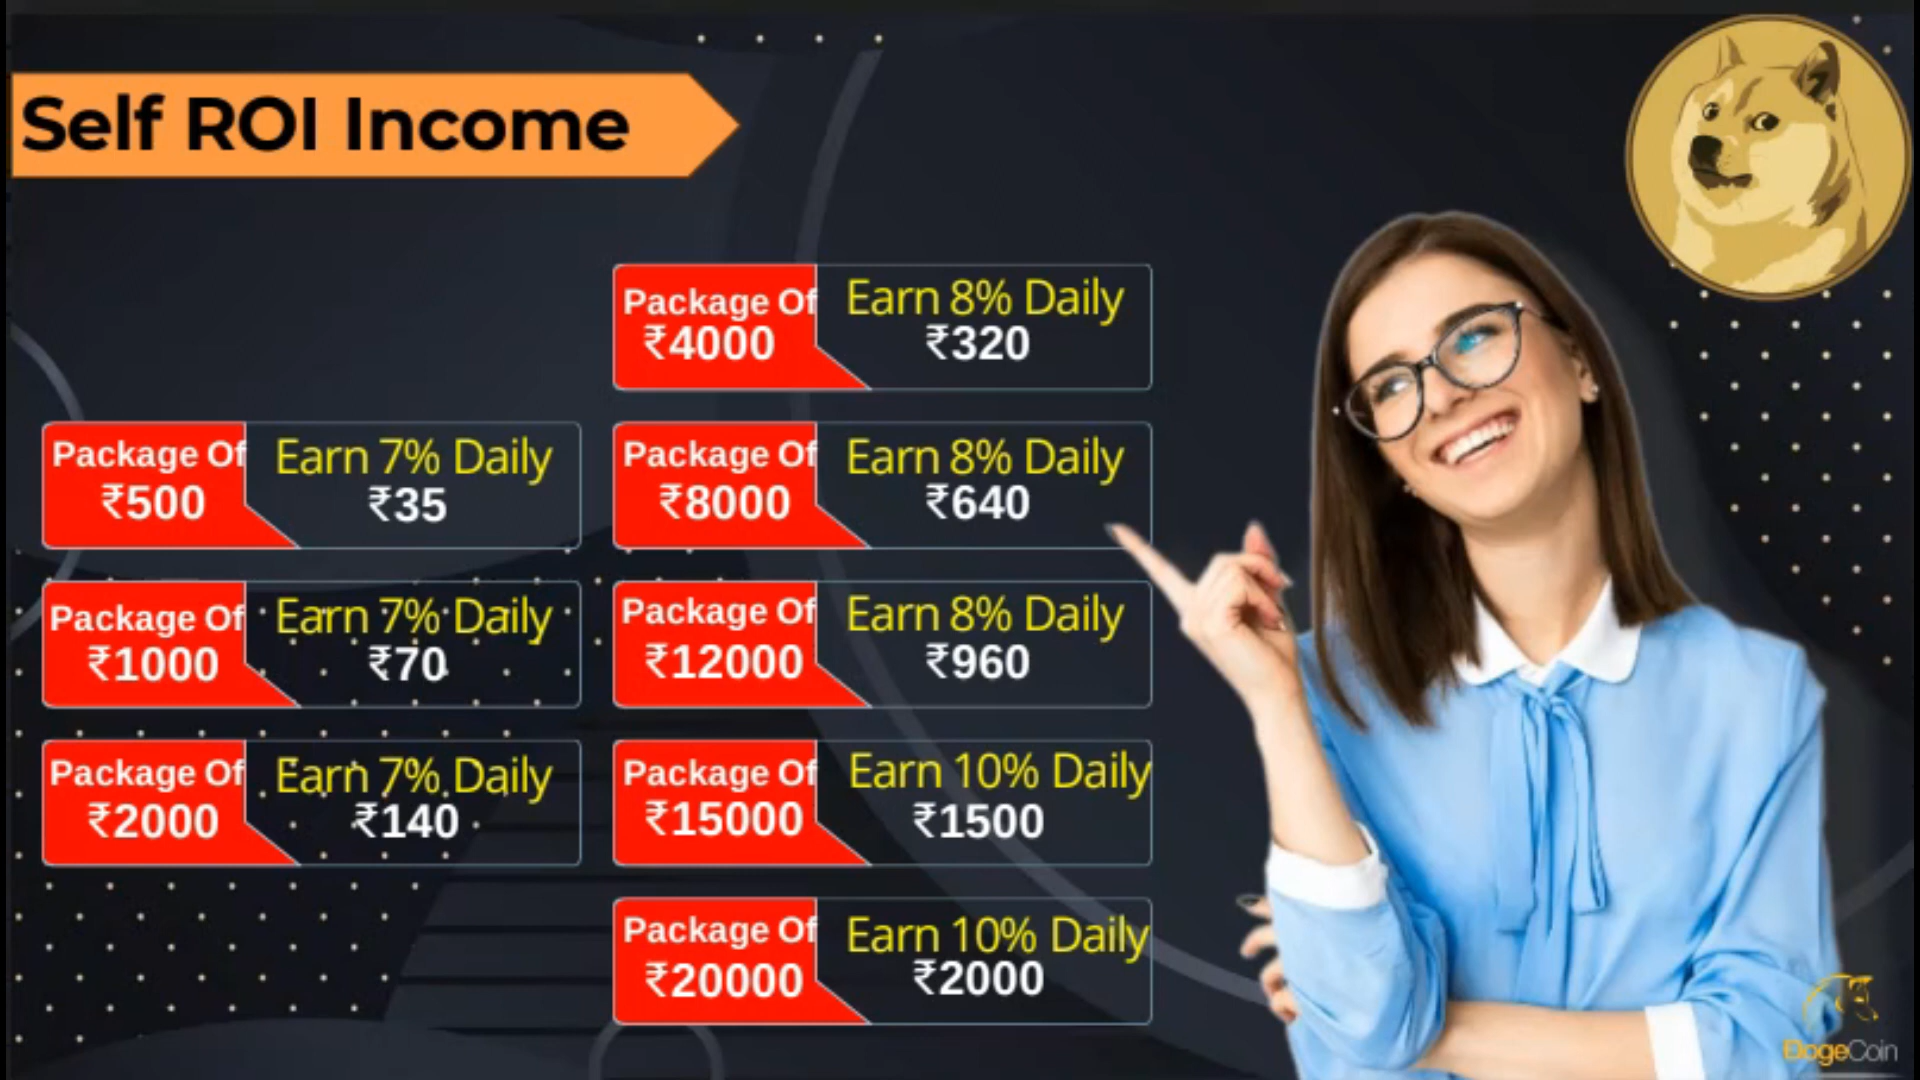 Self ROI Income
Package Of
₹500
Earn 7% Daily
₹35
Package Of
₹1000
Earn 7% Daily
₹70
Package Of
₹2000
Earn 7% Daily
₹140
Package Of
₹4000
Earn 8% Daily
₹320
Package Of
₹8000
Earn 8% Daily
₹640
Package Of
₹12000
Earn 8% Daily
₹960
Package Of
₹15000
Earn 10% Daily
₹1500
Package Of
₹20000
Earn 10% Daily
₹2000
ÐogeCoin